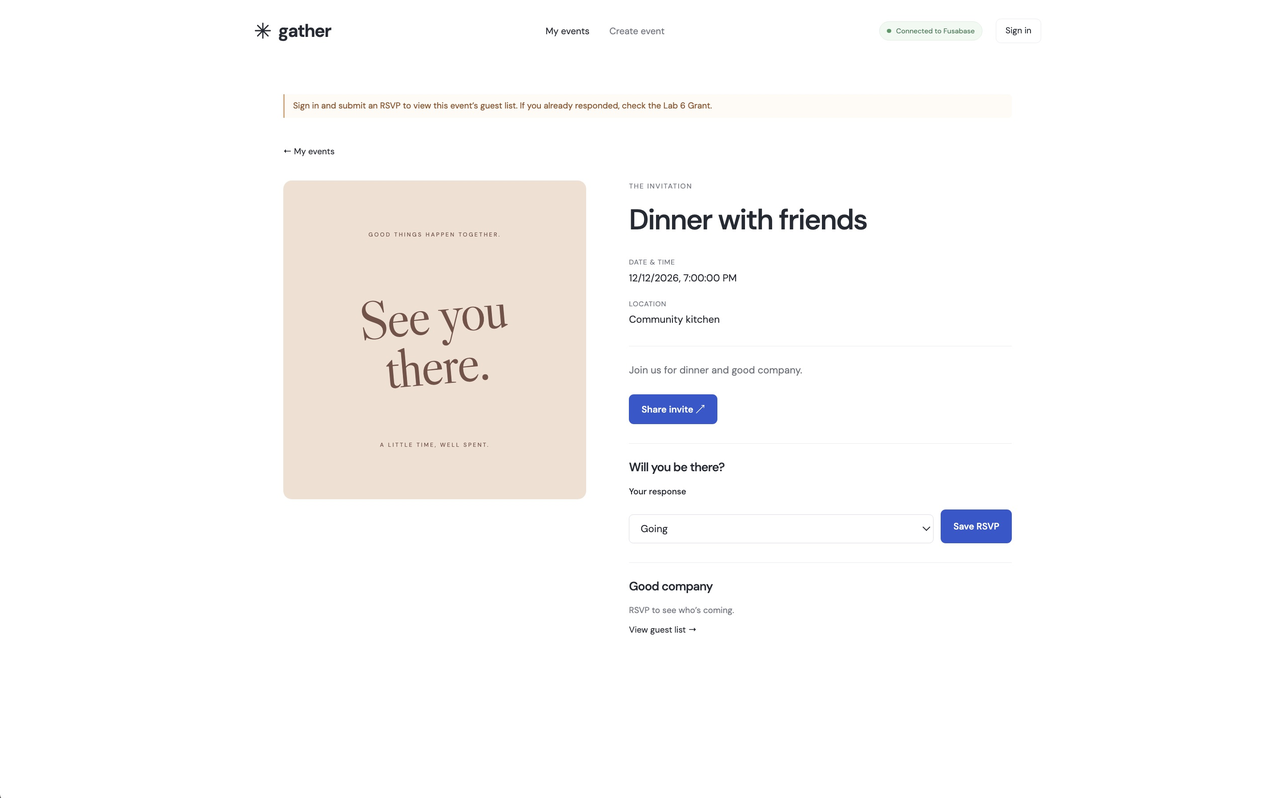 gather
My events
Create event
Connected to Fusabase
Sign in
Sign in and submit an RSVP to view this event's guest list. If you already responded, check the Lab 6 Grant.
← My events
GOOD THINGS HAPPEN TOGETHER.
See you
there.
A LITTLE TIME, WELL SPENT.
THE INVITATION
Dinner with friends
DATE & TIME
12/12/2026, 7:00:00 PM
LOCATION
Community kitchen
Join us for dinner and good company.
Share invite ↗
Will you be there?
Your response
Going
Save RSVP
Good company
RSVP to see who's coming.
View guest list →